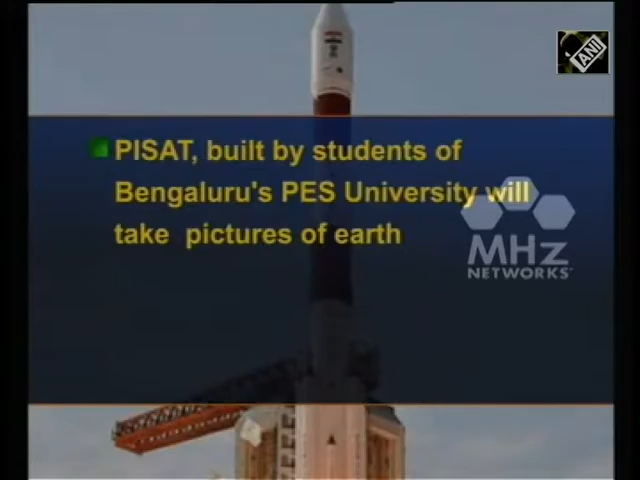 ANI
PISAT, built by students of
Bengaluru's PES University will
take pictures of earth
MHz
NETWORKS